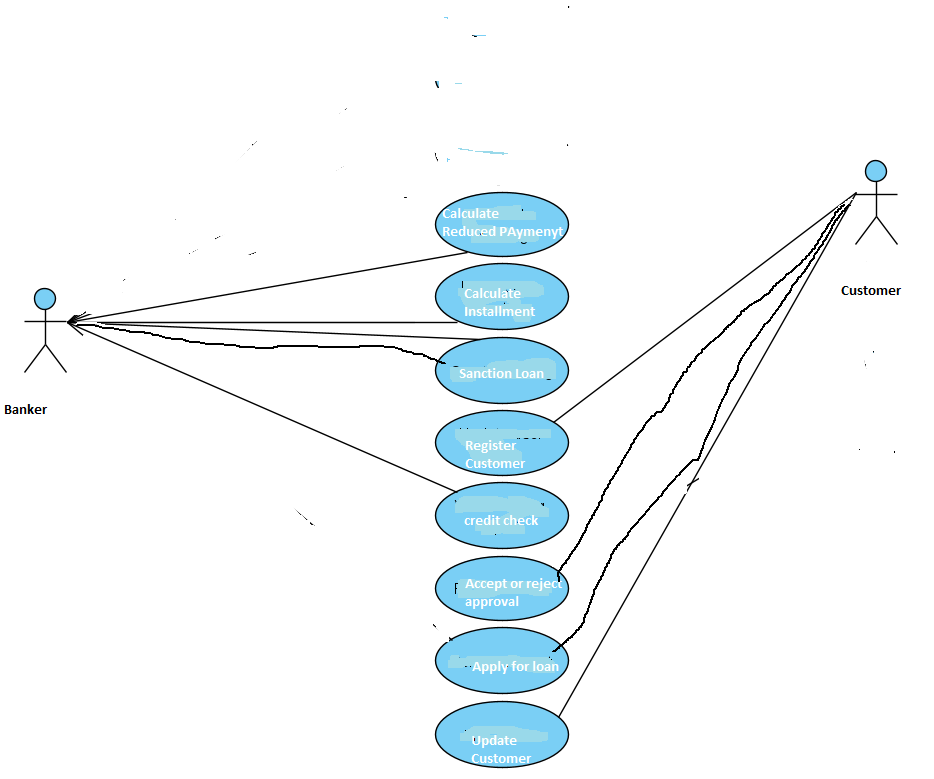 Calculate
Reduced PAymenyt
Calculate
Installment
Customer
Sanction Loan
Banker
Register
Customer
credit check
Accept or reject
approval
Apply for loan
Update
Customer